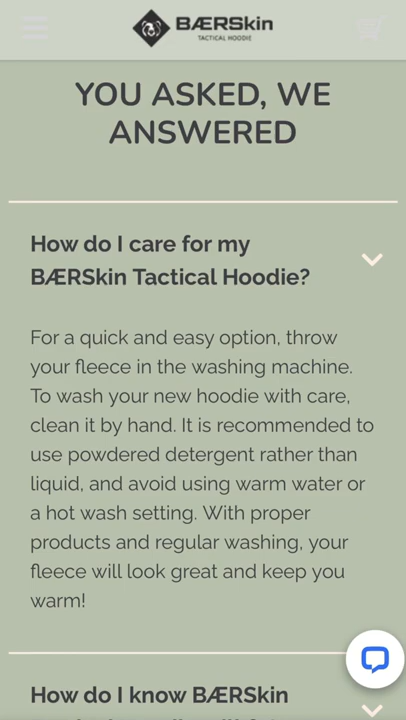 BÆRSkin
TACTICAL HOODIE
YOU ASKED, WE
ANSWERED
How do I care for my
BÆRSkin Tactical Hoodie?
For a quick and easy option, throw
your fleece in the washing machine.
To wash your new hoodie with care,
clean it by hand. It is recommended to
use powdered detergent rather than
liquid, and avoid using warm water or
a hot wash setting. With proper
products and regular washing, your
fleece will look great and keep you
warm!
How do I know BÆRSkin